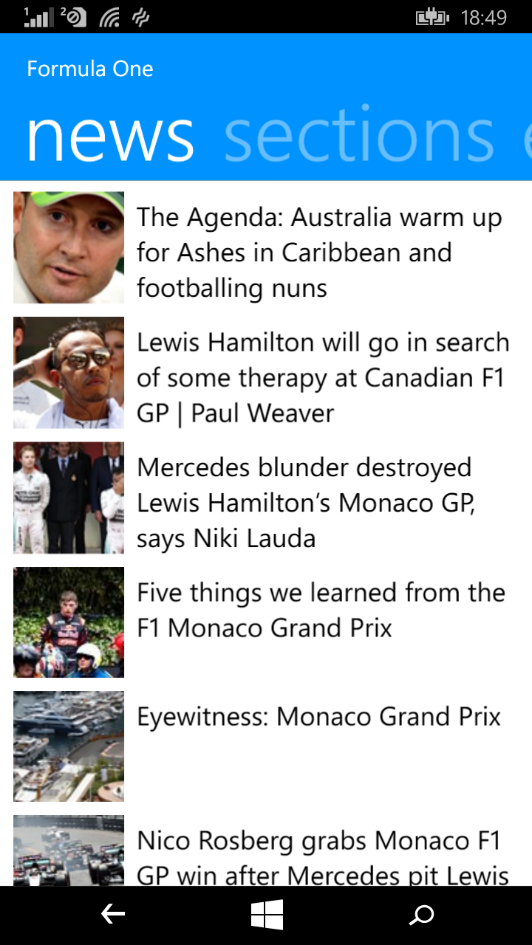 1 2 18:49
Formula One
news sections e
The Agenda: Australia warm up
for Ashes in Caribbean and
footballing nuns
Lewis Hamilton will go in search
of some therapy at Canadian F1
GP | Paul Weaver
Mercedes blunder destroyed
Lewis Hamilton‘s Monaco GP,
says Niki Lauda
Five things we learned from the
F1 Monaco Grand Prix
Eyewitness: Monaco Grand Prix
Nico Rosberg grabs Monaco F1
GP win after Mercedes pit Lewis